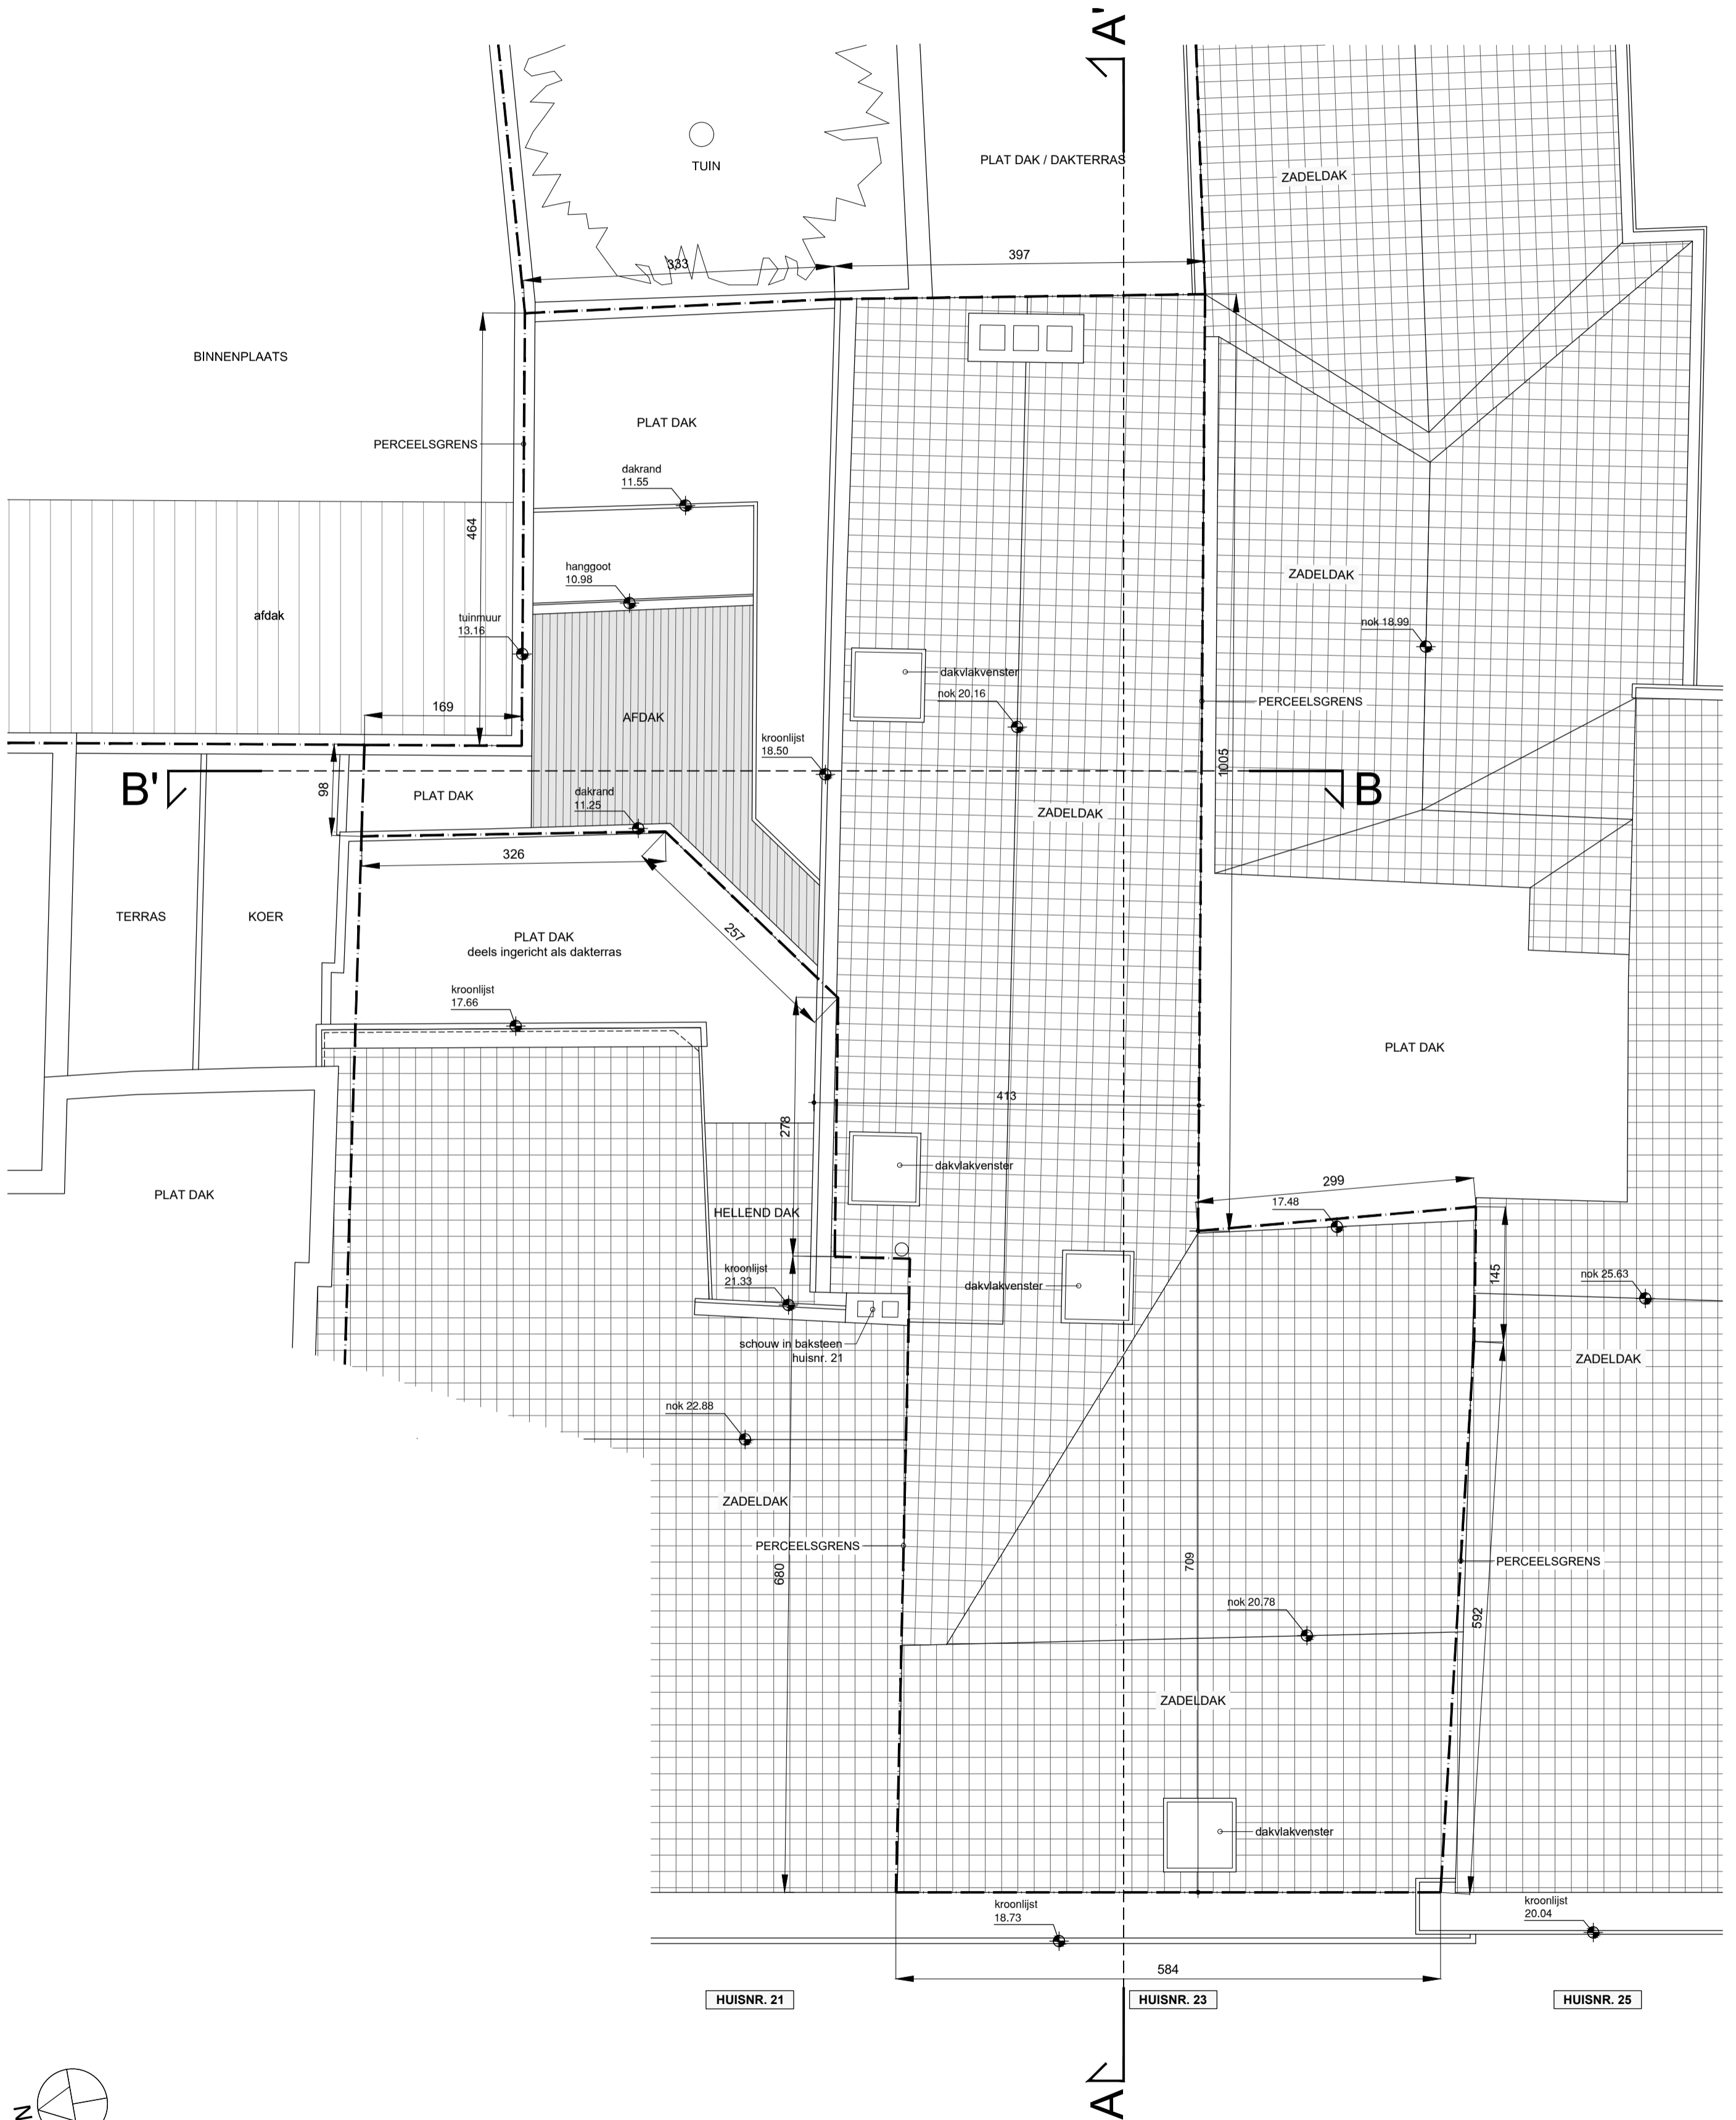 A'
TUIN
PLAT DAK / DAKTERRAS
ZADELDAK
333
397
BINNENPLAATS
PLAT DAK
PERCEELSGRENS
dakrand
11.55
464
hanggoot
10.98
afdak
tuinmuur
13.16
ZADELDAK
nok 18.99
dakvlakvenster
nok 20.16
PERCEELSGRENS
169
AFDAK
kroonlijst
18.50
1005
B'
98
PLAT DAK
dakrand
11.25
ZADELDAK
B
326
TERRAS
KOER
257
PLAT DAK
deels ingericht als dakterras
kroonlijst
17.66
PLAT DAK
413
278
dakvlakvenster
PLAT DAK
299
17.48
HELLEND DAK
kroonlijst
21.33
dakvlakvenster
145
nok 25.63
schouw in baksteen
huisnr. 21
ZADELDAK
nok 22.88
ZADELDAK
PERCEELSGRENS
709
PERCEELSGRENS
680
nok 20.78
592
ZADELDAK
dakvlakvenster
kroonlijst
18.73
kroonlijst
20.04
584
HUISNR. 21
HUISNR. 23
HUISNR. 25
A
N